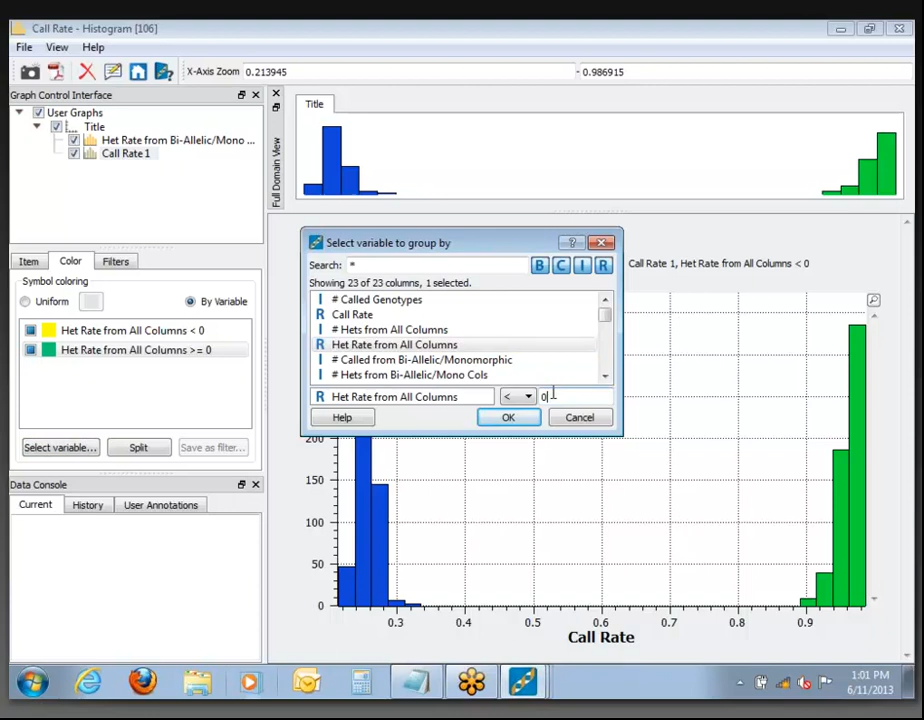 Call Rate - Histogram [106]
File View Help
X-Axis Zoom 0.213945 - 0.986915
Graph Control Interface
User Graphs
Title
Het Rate from Bi-Allelic/Mono ...
Call Rate 1
Full Domain View
Title
Item Color Filters
Symbol coloring
Uniform By Variable
Het Rate from All Columns < 0
Het Rate from All Columns >= 0
Select variable... Split Save as filter...
Data Console
Current History User Annotations
Select variable to group by
Search: * B C I R
Showing 23 of 23 columns, 1 selected.
I # Called Genotypes
R Call Rate
I # Hets from All Columns
R Het Rate from All Columns
I # Called from Bi-Allelic/Monomorphic
I # Hets from Bi-Allelic/Mono Cols
R Het Rate from All Columns < 0
Help OK Cancel
Call Rate 1, Het Rate from All Columns < 0
200
150
100
50
0
0.3 0.4 0.5 0.6 0.7 0.8 0.9
Call Rate
1:01 PM
6/11/2013